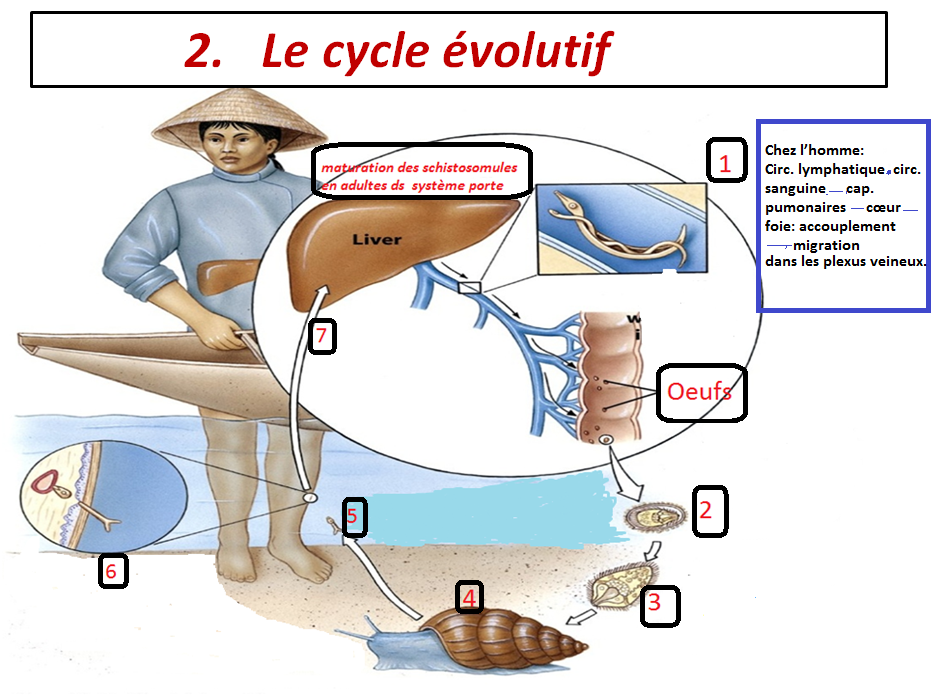 2. Le cycle évolutif
maturation des schistosomules
en adultes ds système porte
1
Chez l'homme:
Circ. lymphatique circ.
sanguine cap.
pumonaires cœur
foie: accouplement
migration
dans les plexus veineux.
Liver
w
i
7
Oeufs
2
5
6
4
3